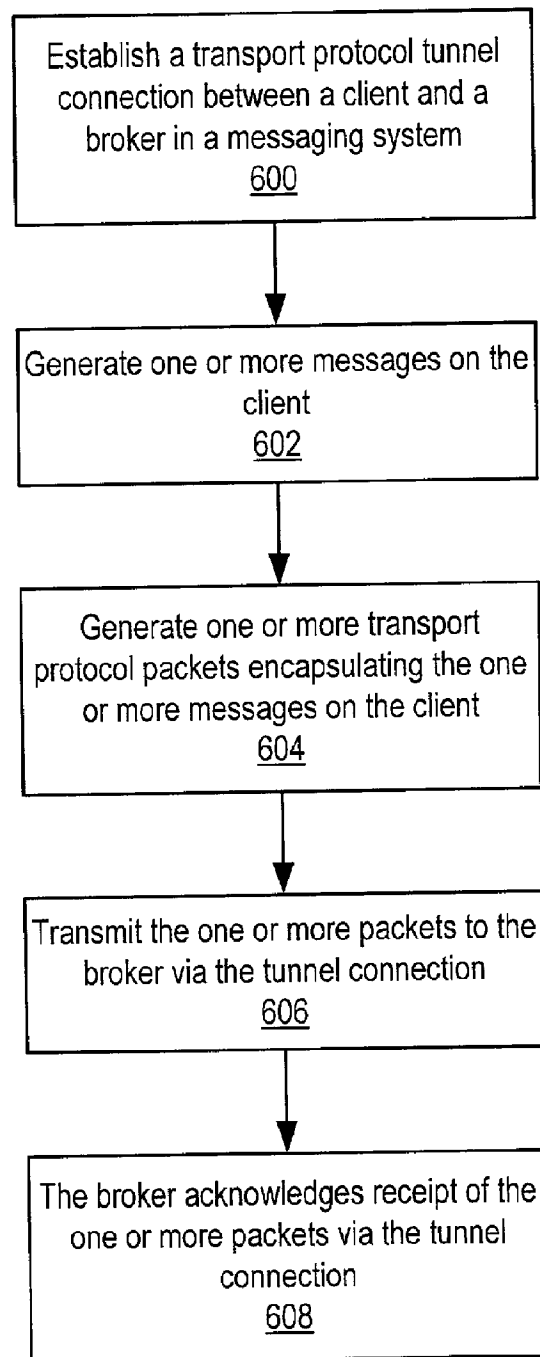 Establish a transport protocol tunnel
connection between a client and a
broker in a messaging system
600
Generate one or more messages on the
client
602
Generate one or more transport
protocol packets encapsulating the one
or more messages on the client
604
Transmit the one or more packets to the
broker via the tunnel connection
606
The broker acknowledges receipt of the
one or more packets via the tunnel
connection
608